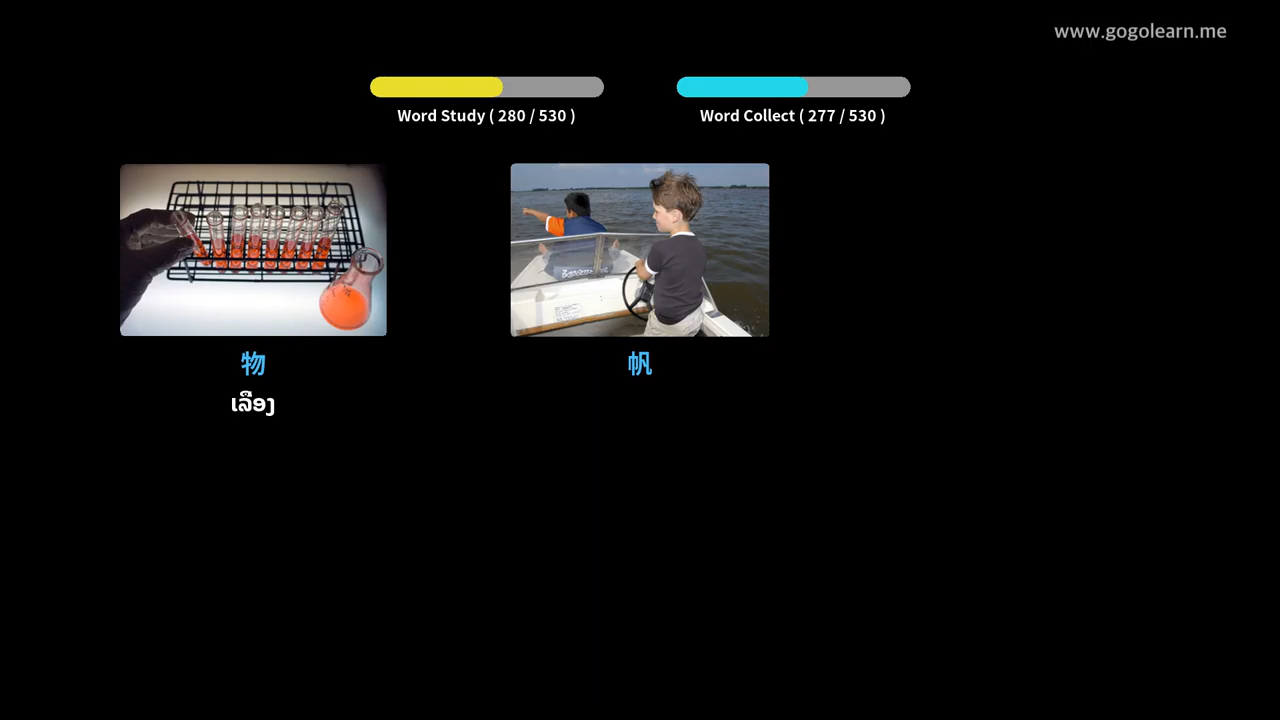 www.gogolearn.me
Word Study ( 280 / 530 )
Word Collect ( 277 / 530 )
物
帆
ເລື່ອງ